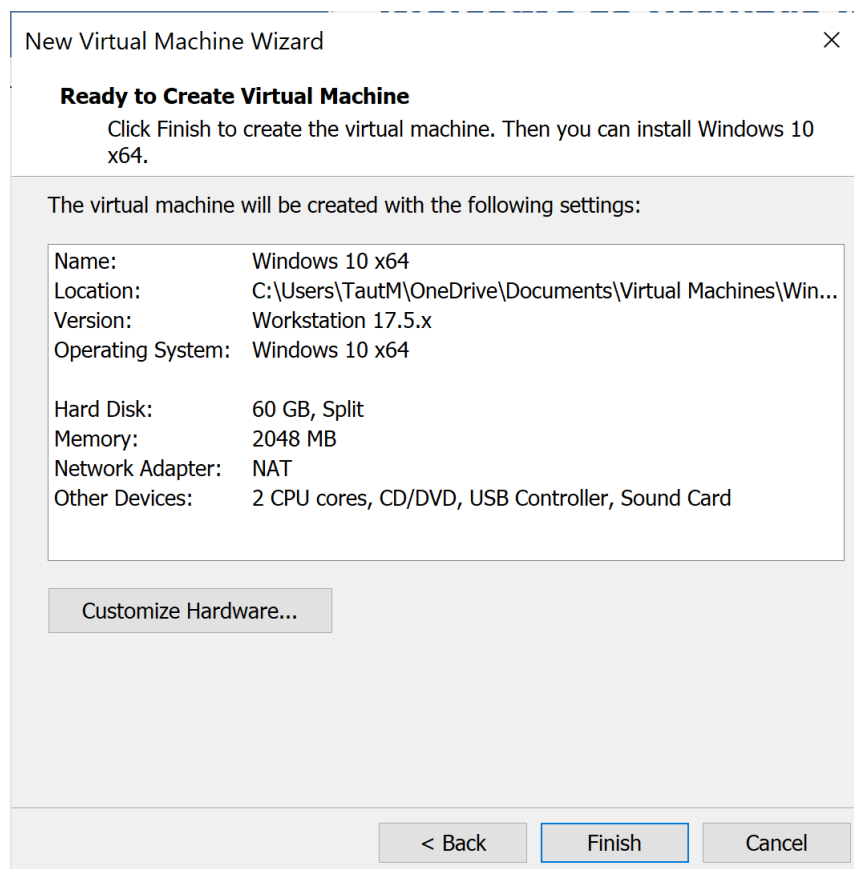 New Virtual Machine Wizard
Ready to Create Virtual Machine
Click Finish to create the virtual machine. Then you can install Windows 10
x64.
The virtual machine will be created with the following settings:
Name: Windows 10 x64
Location: C:\Users\TautM\OneDrive\Documents\Virtual Machines\Win...
Version: Workstation 17.5.x
Operating System: Windows 10 x64
Hard Disk: 60 GB, Split
Memory: 2048 MB
Network Adapter: NAT
Other Devices: 2 CPU cores, CD/DVD, USB Controller, Sound Card
Customize Hardware...
< Back Finish Cancel